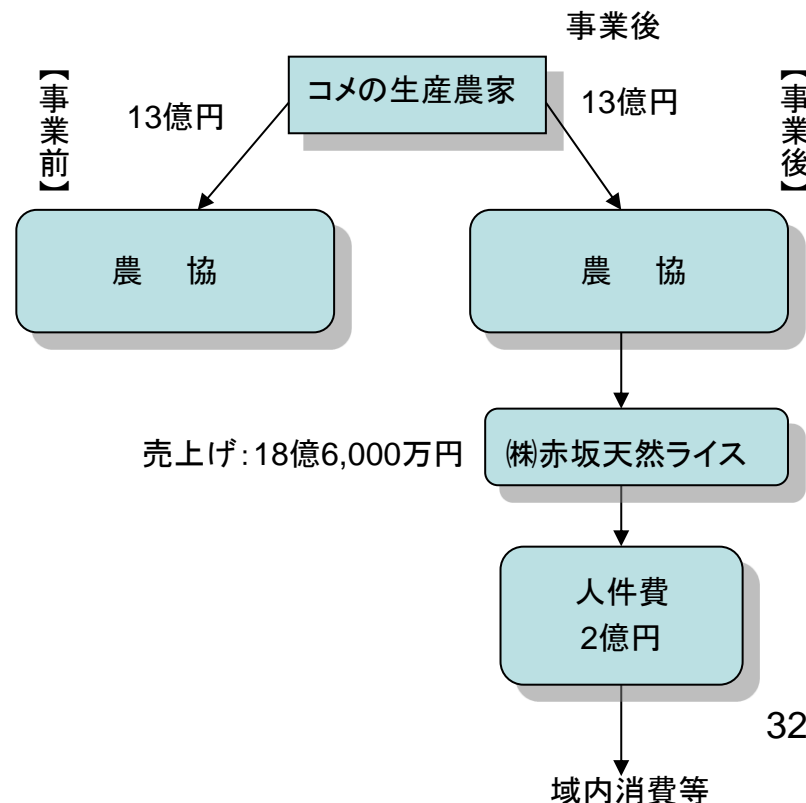 事業後
【事業前】
13億円
コメの生産農家
13億円
【事業後】
農 協
農 協
売上げ:18億6,000万円
㈱赤坂天然ライス
人件費
2億円
32
域内消費等